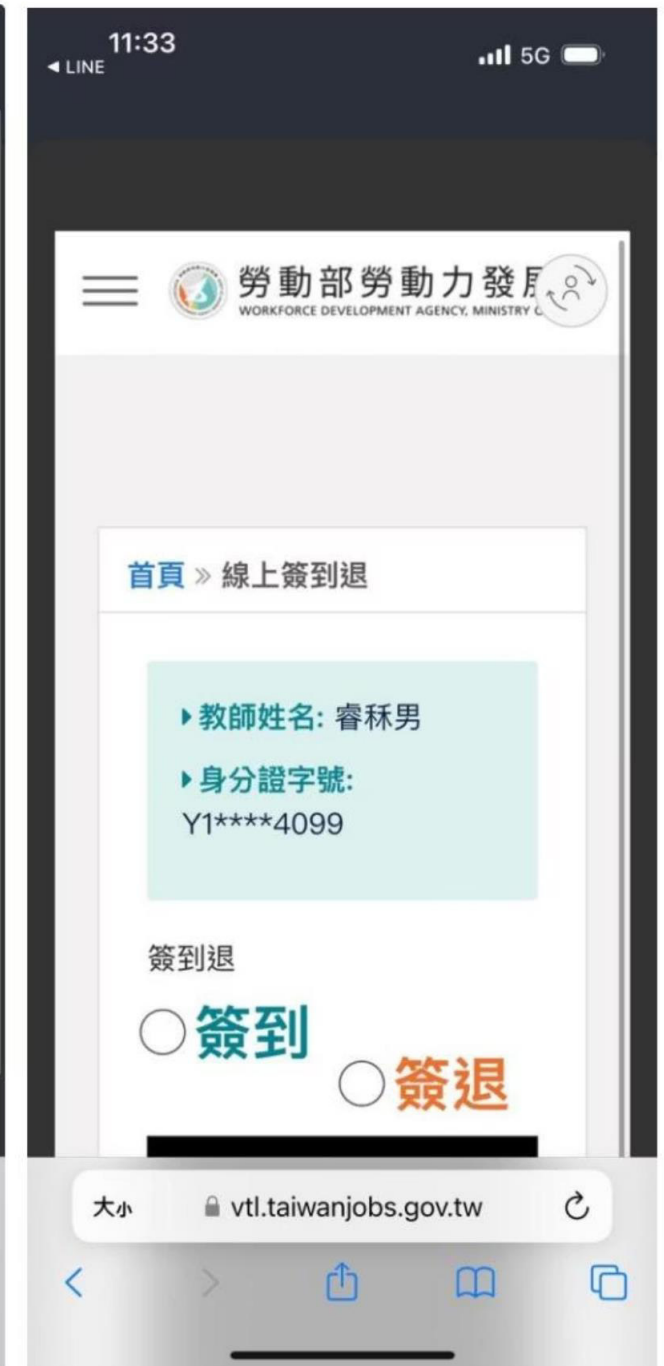 11:33
◀ LINE
5G
勞動部勞動力發
WORKFORCE DEVELOPMENT AGENCY, MINISTRY
首頁 » 線上簽到退
教師姓名: 睿秝男
身分證字號:
Y1****4099
簽到退
簽到
簽退
大小
vtl.taiwanjobs.gov.tw